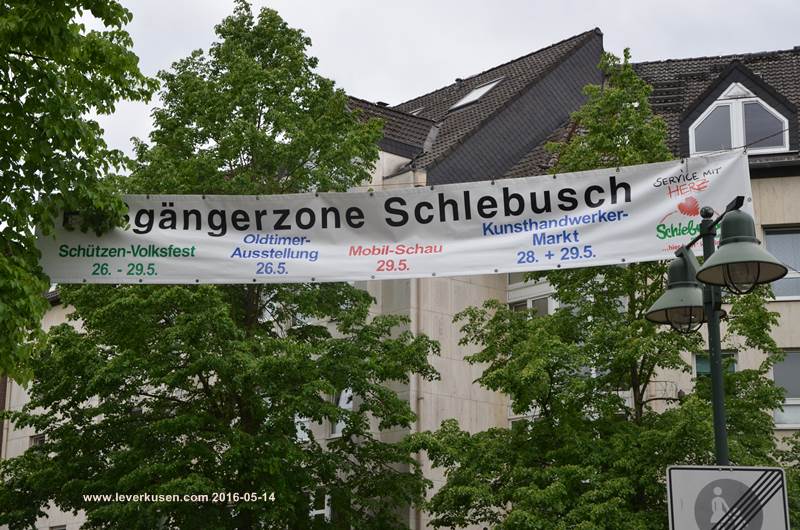 Fußgängerzone Schlebusch
Schützen-Volksfest
26. - 29.5.
Oldtimer-
Ausstellung
26.5.
Mobil-Schau
29.5.
Kunsthandwerker-
Markt
28. + 29.5.
SERVICE MIT
HERZ
www.leverkusen.com 2016-05-14